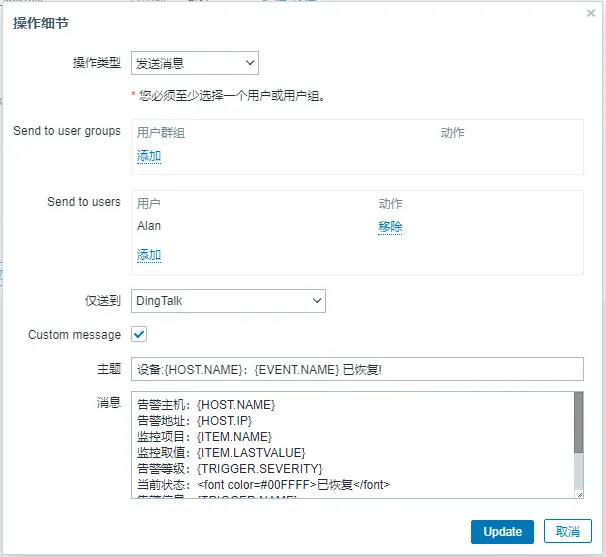 操作细节
操作类型 发送消息
* 您必须至少选择一个用户或用户组。
Send to user groups 用户群组 动作
添加
Send to users 用户 动作
Alan 移除
添加
仅送到 DingTalk
Custom message
主题 设备:{HOST.NAME}：{EVENT.NAME} 已恢复!
消息 告警主机：{HOST.NAME}
告警地址：{HOST.IP}
监控项目：{ITEM.NAME}
监控取值：{ITEM.LASTVALUE}
告警等级：{TRIGGER.SEVERITY}
当前状态：<font color=#00FFFF>已恢复</font>
告警信息：{TRIGGER.NAME}
Update 取消